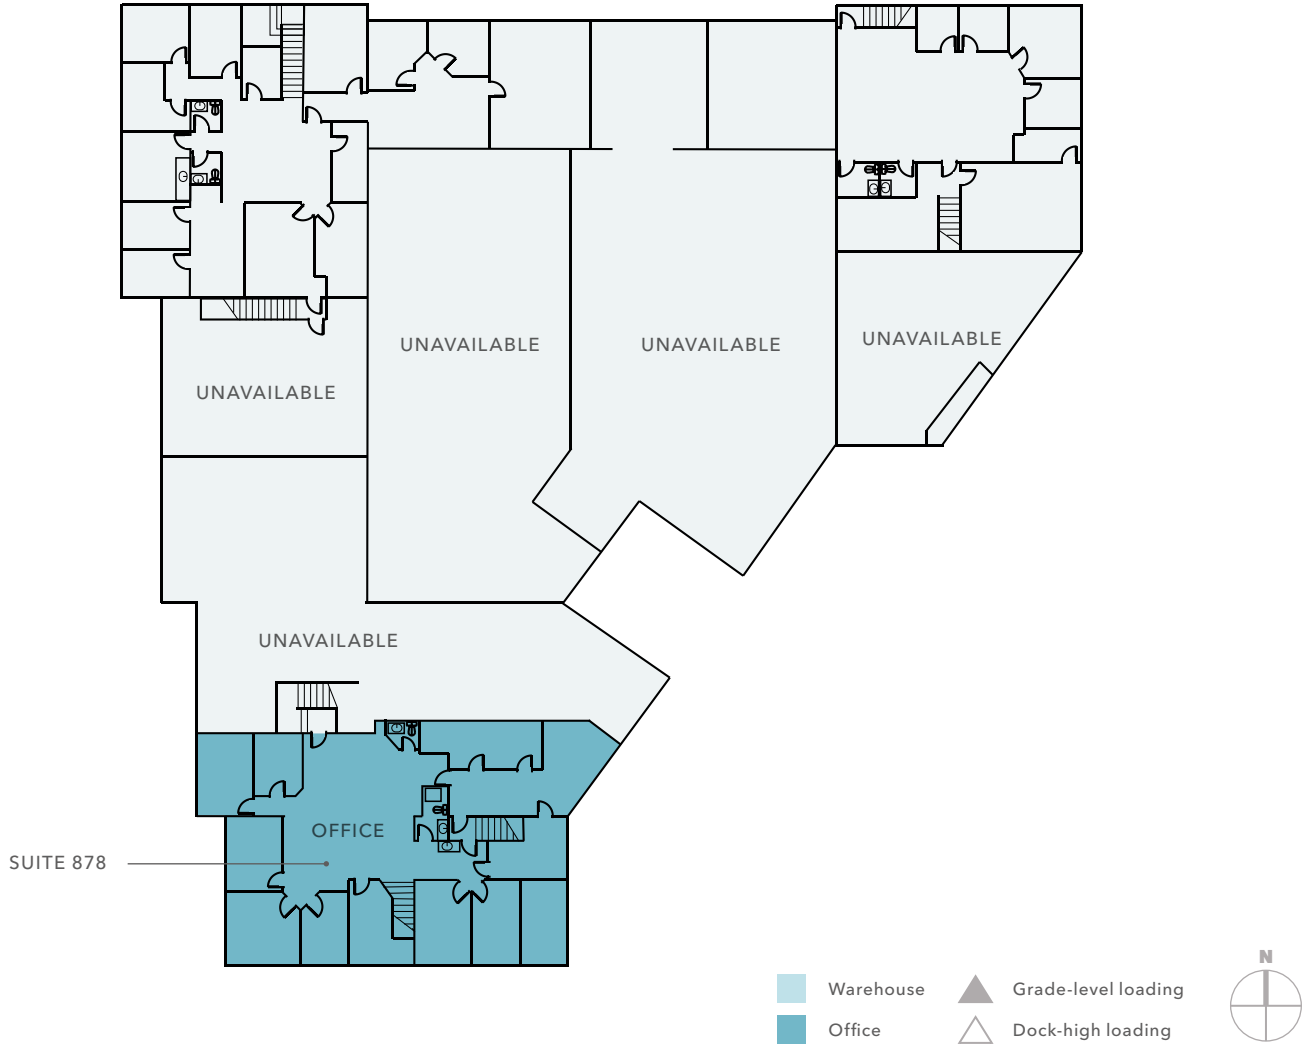 UNAVAILABLE
UNAVAILABLE
UNAVAILABLE
UNAVAILABLE
UNAVAILABLE
OFFICE
SUITE 878
N
Warehouse
Grade-level loading
Office
Dock-high loading